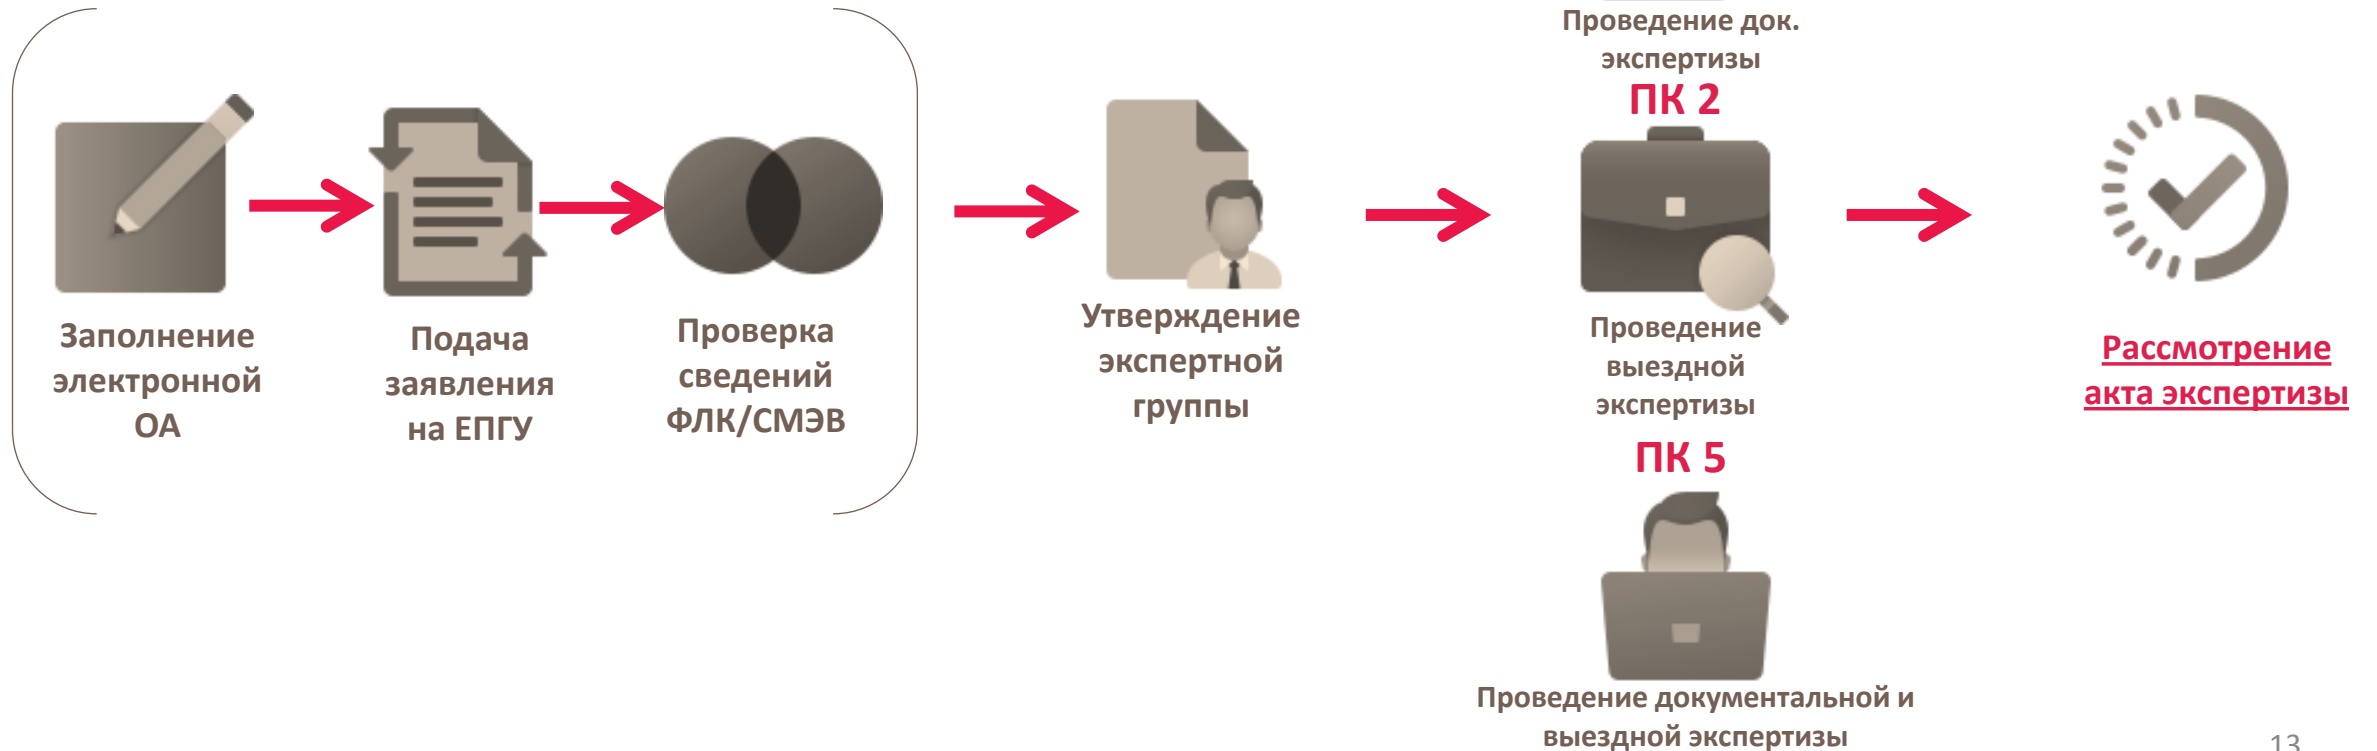 Заполнение
электронной
ОА
Подача
заявления
на ЕПГУ
Проверка
сведений
ФЛК/СМЭВ
Утверждение
экспертной
группы
Проведение док.
экспертизы
ПК 2
Проведение
выездной
экспертизы
ПК 5
Проведение документальной и
выездной экспертизы
Рассмотрение
акта экспертизы
13